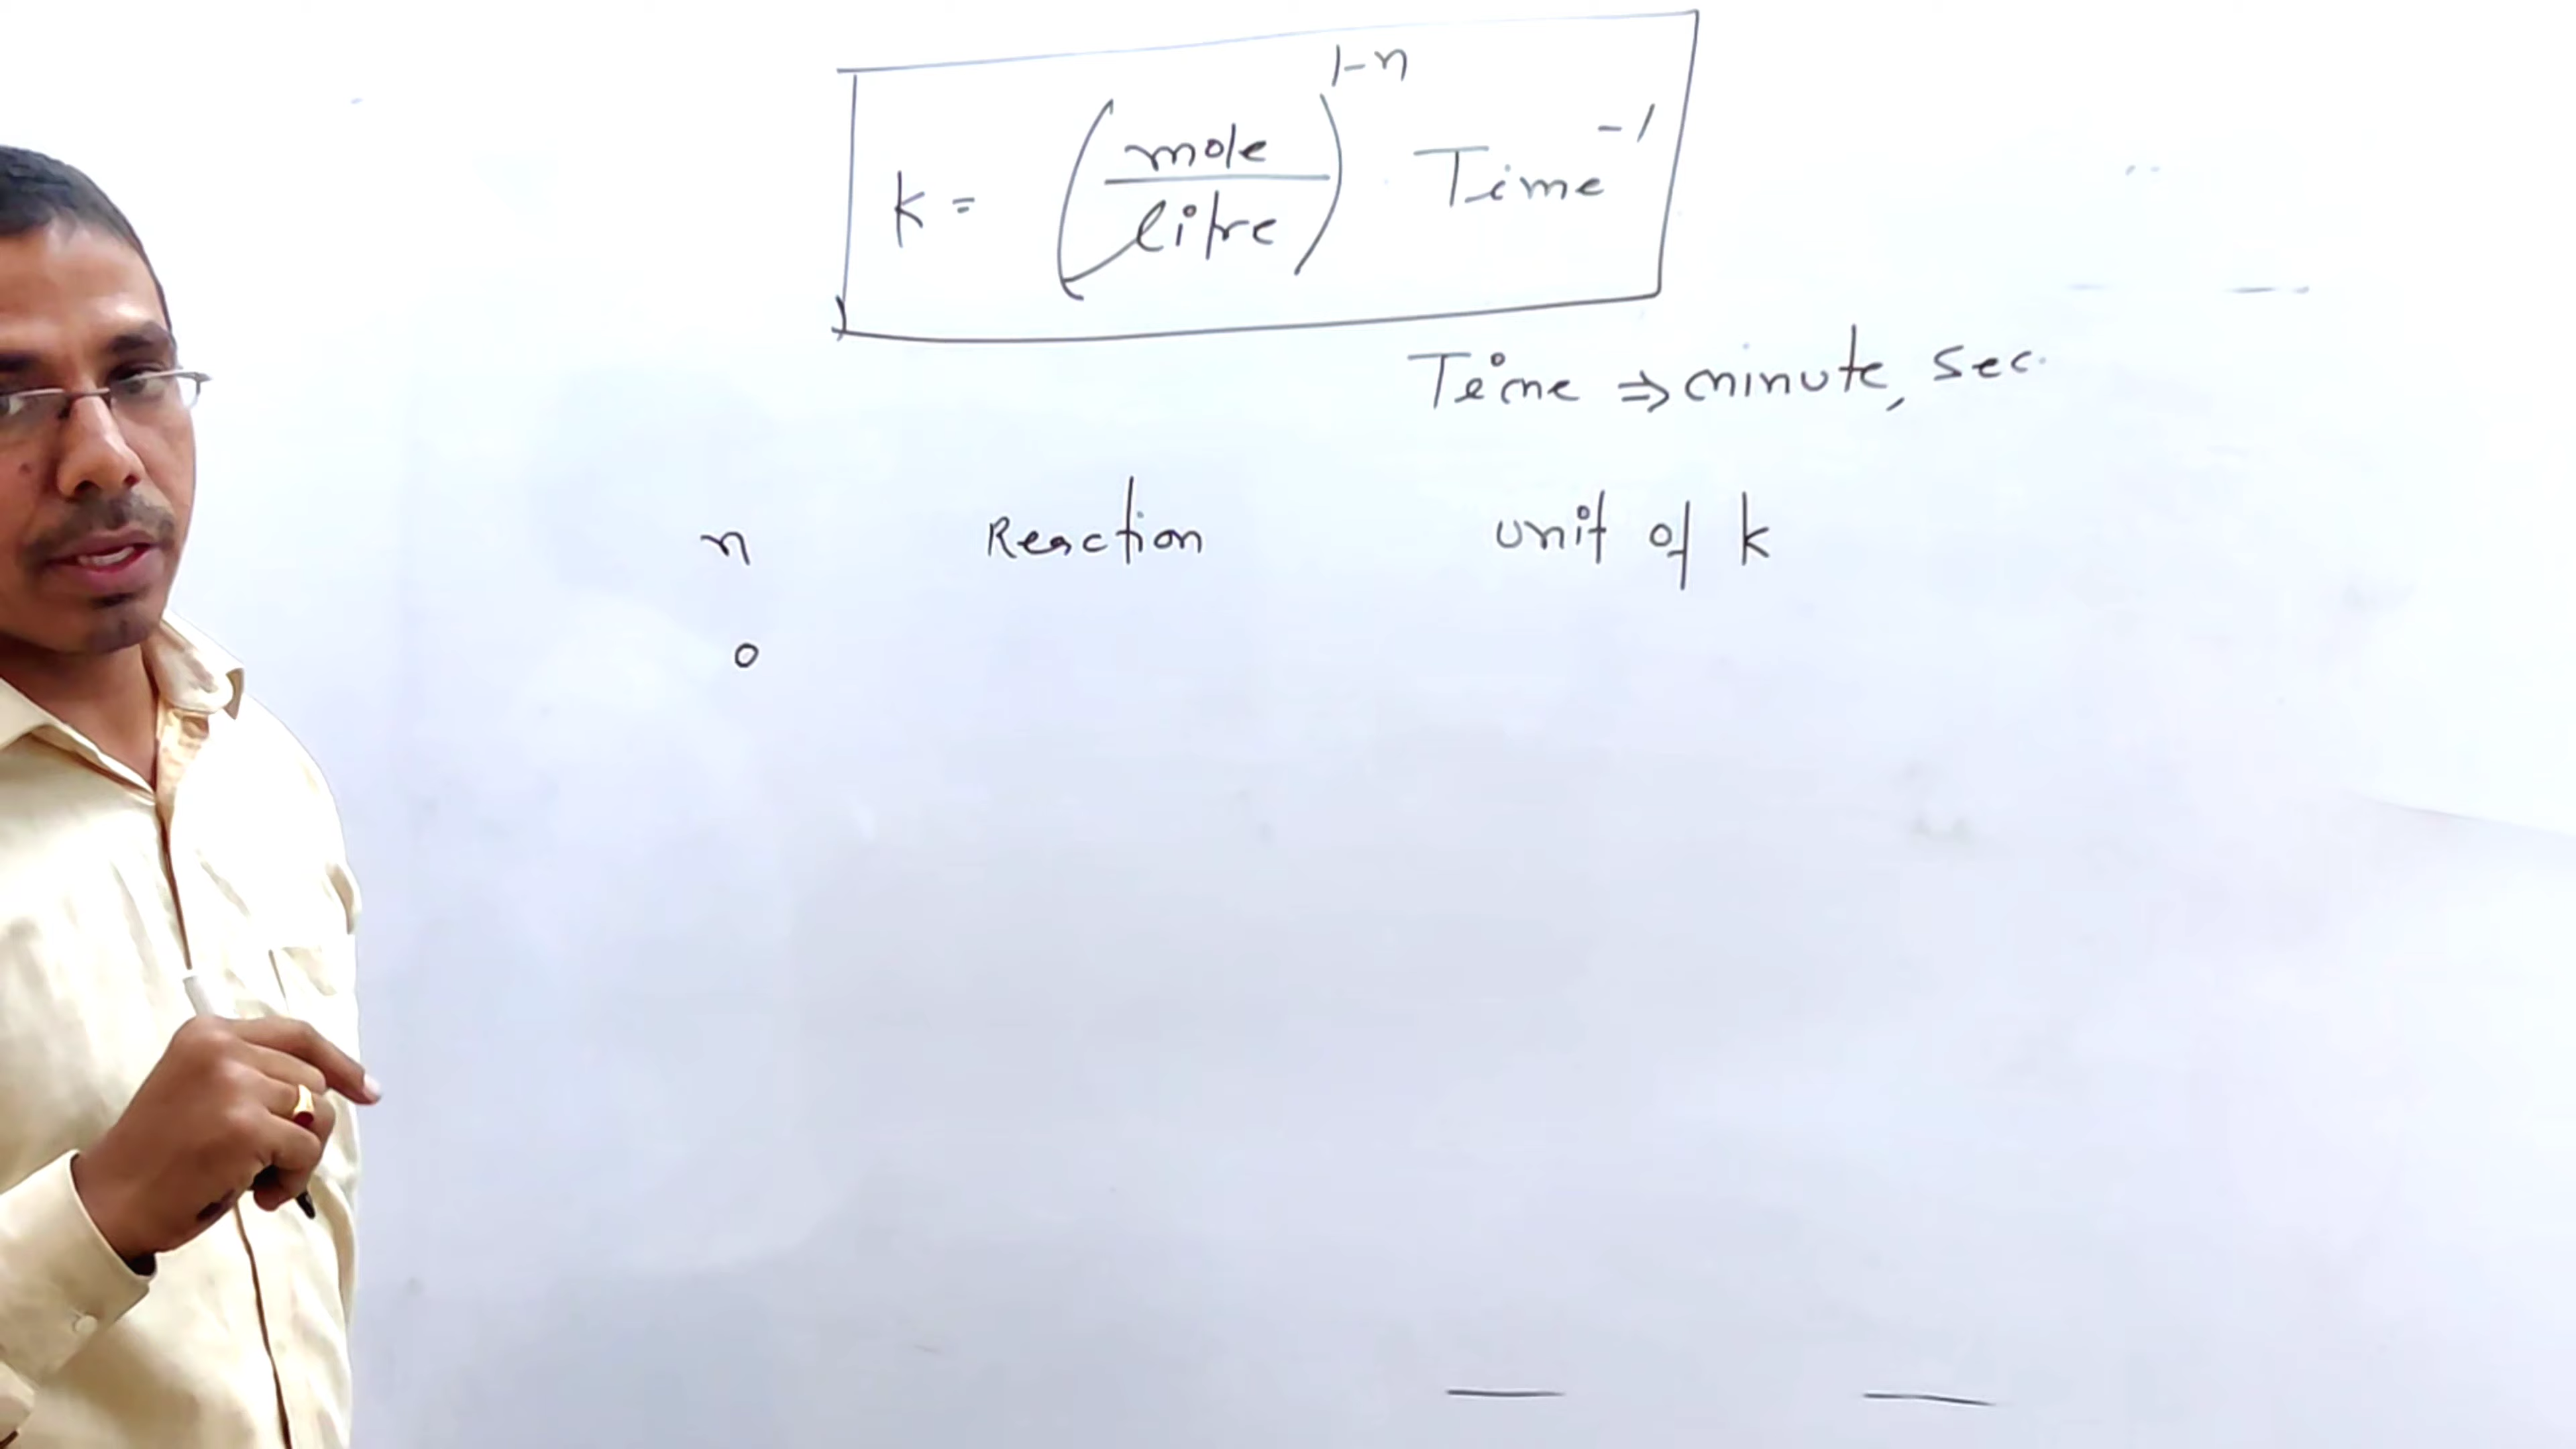 k = (mole/litre)^1-n Time^-1
Time ⇒ minute, sec.
n Reaction unit of k
0